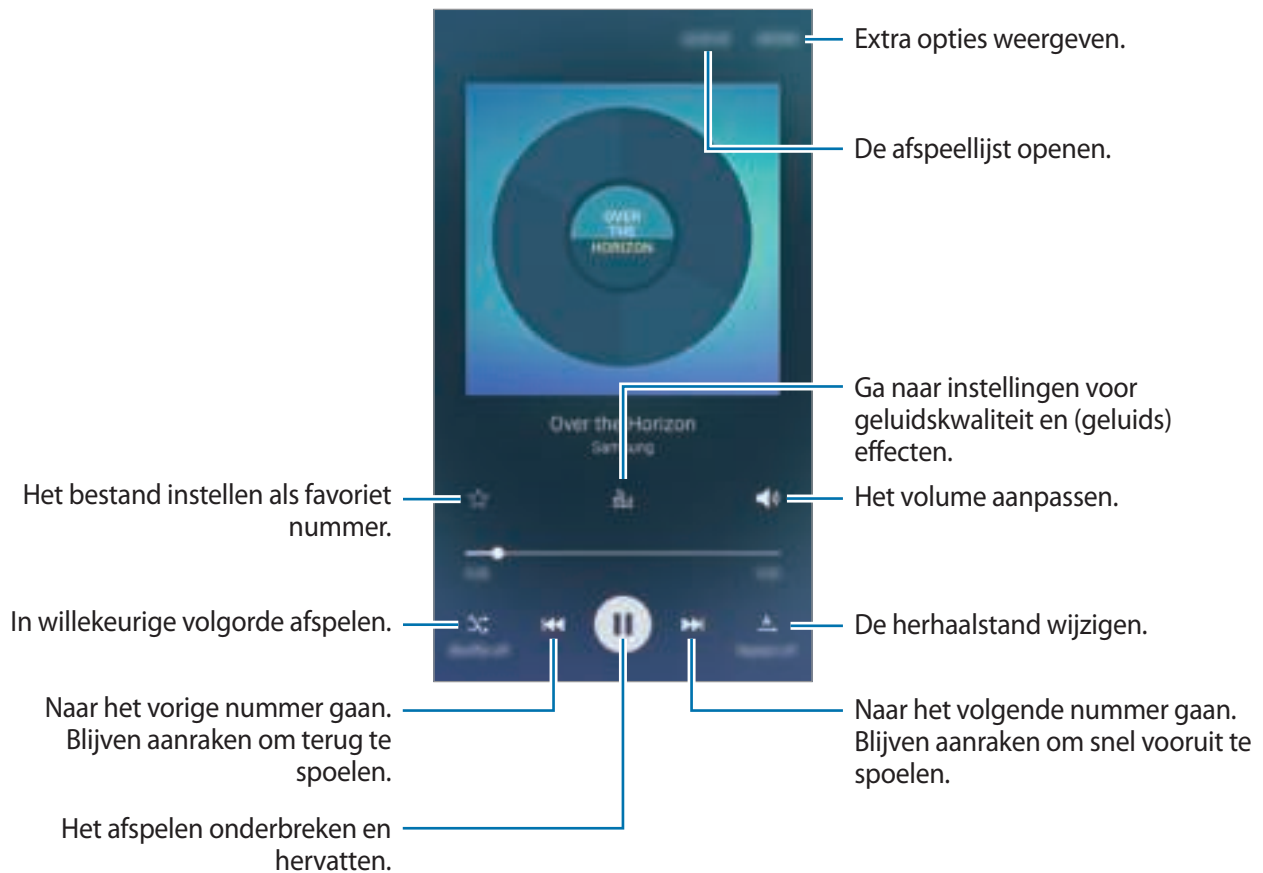 Extra opties weergeven.
De afspeellijst openen.
OVER
THE
HORIZON
Ga naar instellingen voor
geluidskwaliteit en (geluids)
effecten.
Over the Horizon
Samsung
Het bestand instellen als favoriet
nummer.
Het volume aanpassen.
In willekeurige volgorde afspelen.
De herhaalstand wijzigen.
Naar het vorige nummer gaan.
Blijven aanraken om terug te
spoelen.
Naar het volgende nummer gaan.
Blijven aanraken om snel vooruit te
spoelen.
Het afspelen onderbreken en
hervatten.